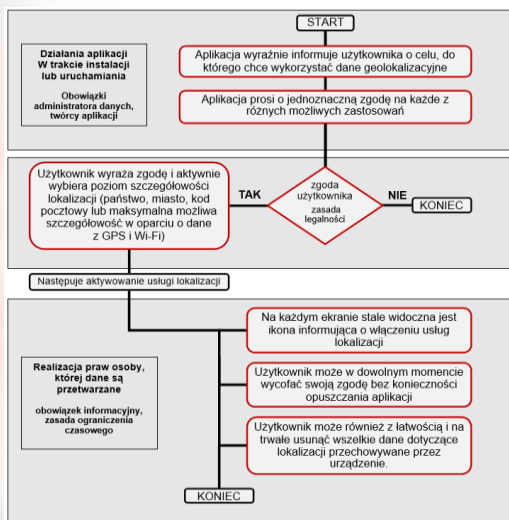 START
Działania aplikacji
W trakcie instalacji
lub uruchamiania
Obowiązki
administratora danych,
twórcy aplikacji
Aplikacja wyraźnie informuje użytkownika o celu, do
którego chce wykorzystać dane geolokalizacyjne
Aplikacja prosi o jednoznaczną zgodę na każde z
różnych możliwych zastosowań
Użytkownik wyraża zgodę i aktywnie
wybiera poziom szczegółowości
lokalizacji (państwo, miasto, kod
pocztowy lub maksymalna możliwa
szczegółowość w oparciu o dane
z GPS i Wi-Fi)
TAK
zgoda
użytkownika
zasada
legalności
NIE
KONIEC
Następuje aktywowanie usługi lokalizacji
Realizacja praw osoby,
której dane są
przetwarzane
obowiązek informacyjny,
zasada ograniczenia
czasowego
Na każdym ekranie stale widoczna jest
ikona informująca o włączeniu usług
lokalizacji
Użytkownik może w dowolnym momencie
wycofać swoją zgodę bez konieczności
opuszczania aplikacji
Użytkownik może również z łatwością i na
trwałe usunąć wszelkie dane dotyczące
lokalizacji przechowywane przez
urządzenie.
KONIEC